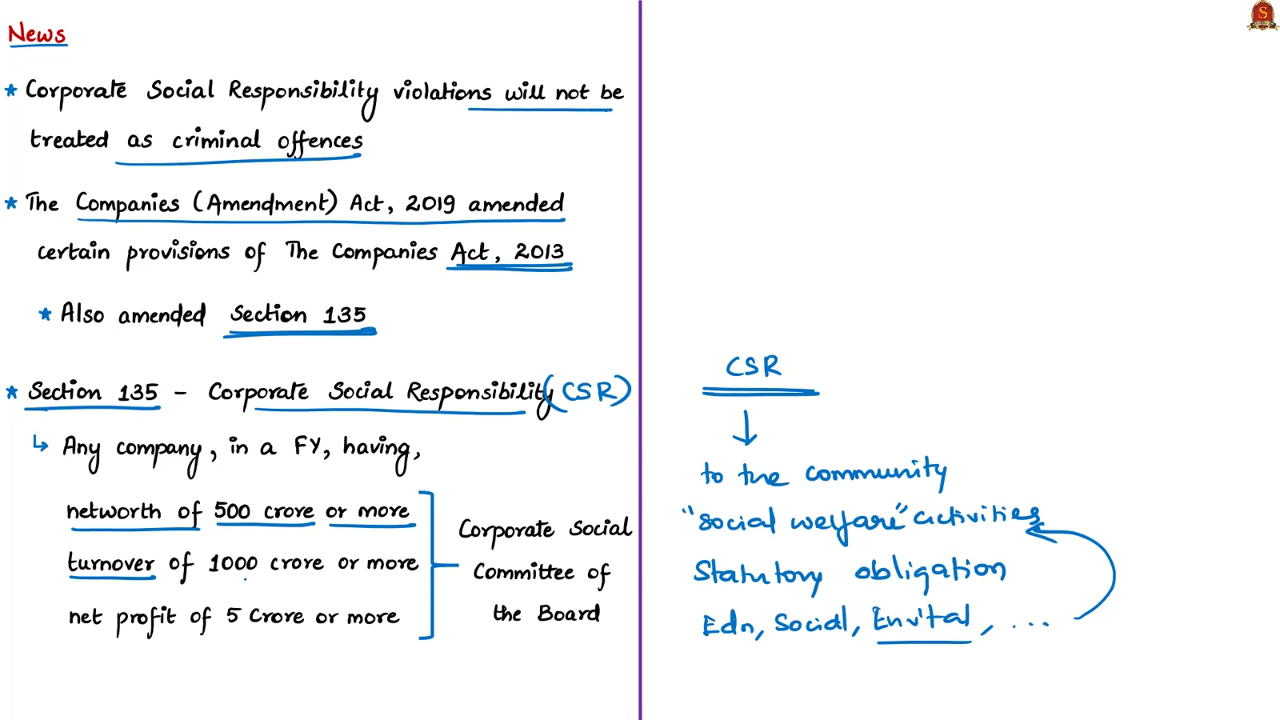 News
* Corporate Social Responsibility violations will not be
treated as criminal offences
* The Companies (Amendment) Act, 2019 amended
certain provisions of The Companies Act, 2013
* Also amended Section 135
* Section 135 - Corporate Social Responsibility (CSR)
↳ Any company, in a FY, having,
networth of 500 crore or more
turnover of 1000 crore or more
net profit of 5 Crore or more
Corporate Social
Committee of
the Board
CSR
↓
to the community
"social welfare" activities
Statutory obligation
Edn, Social, Envital, ...
S